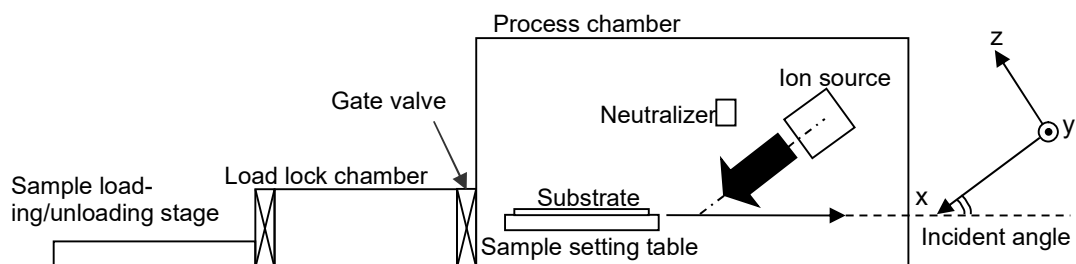 Process chamber
z
Ion source
Gate valve
Neutralizer
y
Load lock chamber
Sample load-
ing/unloading stage
Substrate
x
Sample setting table
Incident angle